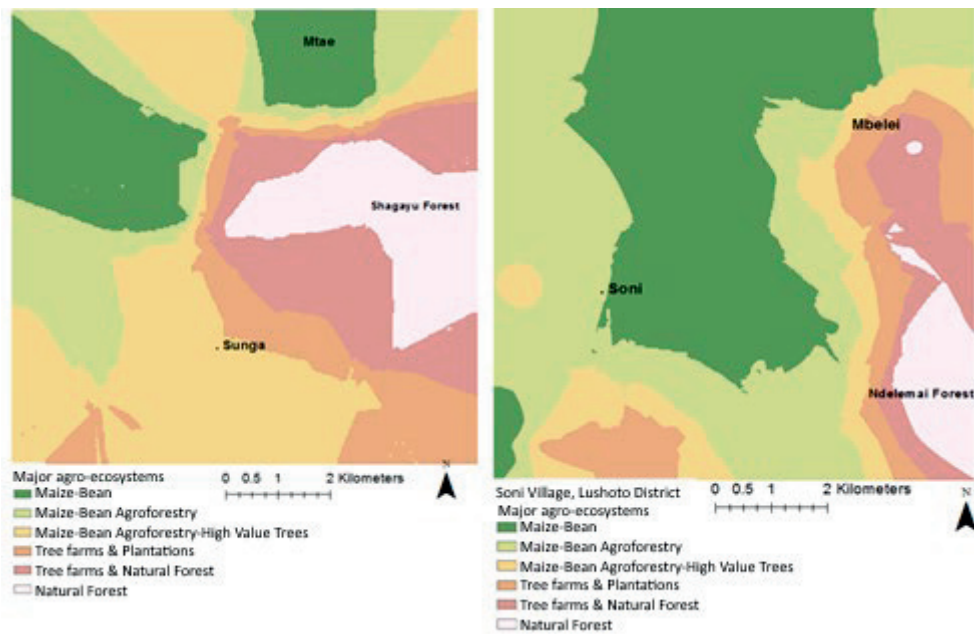 Mtae
Shagayu Forest
Sunga
Major agro-ecosystems
0 0.5 1 2 Kilometers
N
Maize-Bean
Maize-Bean Agroforestry
Maize-Bean Agroforestry-High Value Trees
Tree farms & Plantations
Tree farms & Natural Forest
Natural Forest
Mbelei
Soni
Ndelemai Forest
Soni Village, Lushoto District
0 0.5 1 2 Kilometers
N
Major agro-ecosystems
Maize-Bean
Maize-Bean Agroforestry
Maize-Bean Agroforestry-High Value Trees
Tree farms & Plantations
Tree farms & Natural Forest
Natural Forest